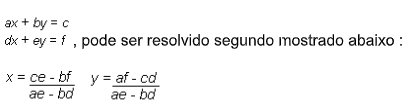 ax + by = c
dx + ey = f , pode ser resolvido segundo mostrado abaixo :
x = ce - bf / ae - bd   y = af - cd / ae - bd